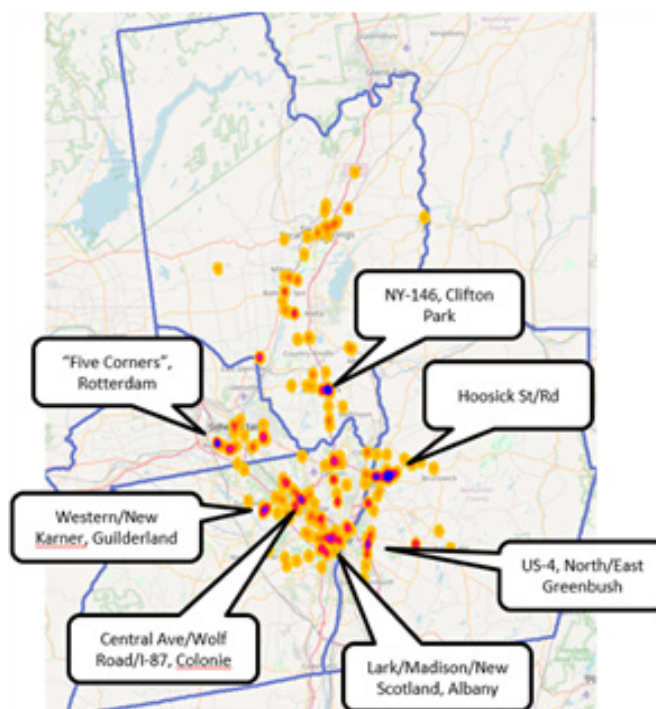 NY-146, Clifton
Park
"Five Corners",
Rotterdam
Hoosick St/Rd
Western/New
Karner, Guilderland
US-4, North/East
Greenbush
Central Ave/Wolf
Road/I-87, Colonie
Lark/Madison/New
Scotland, Albany